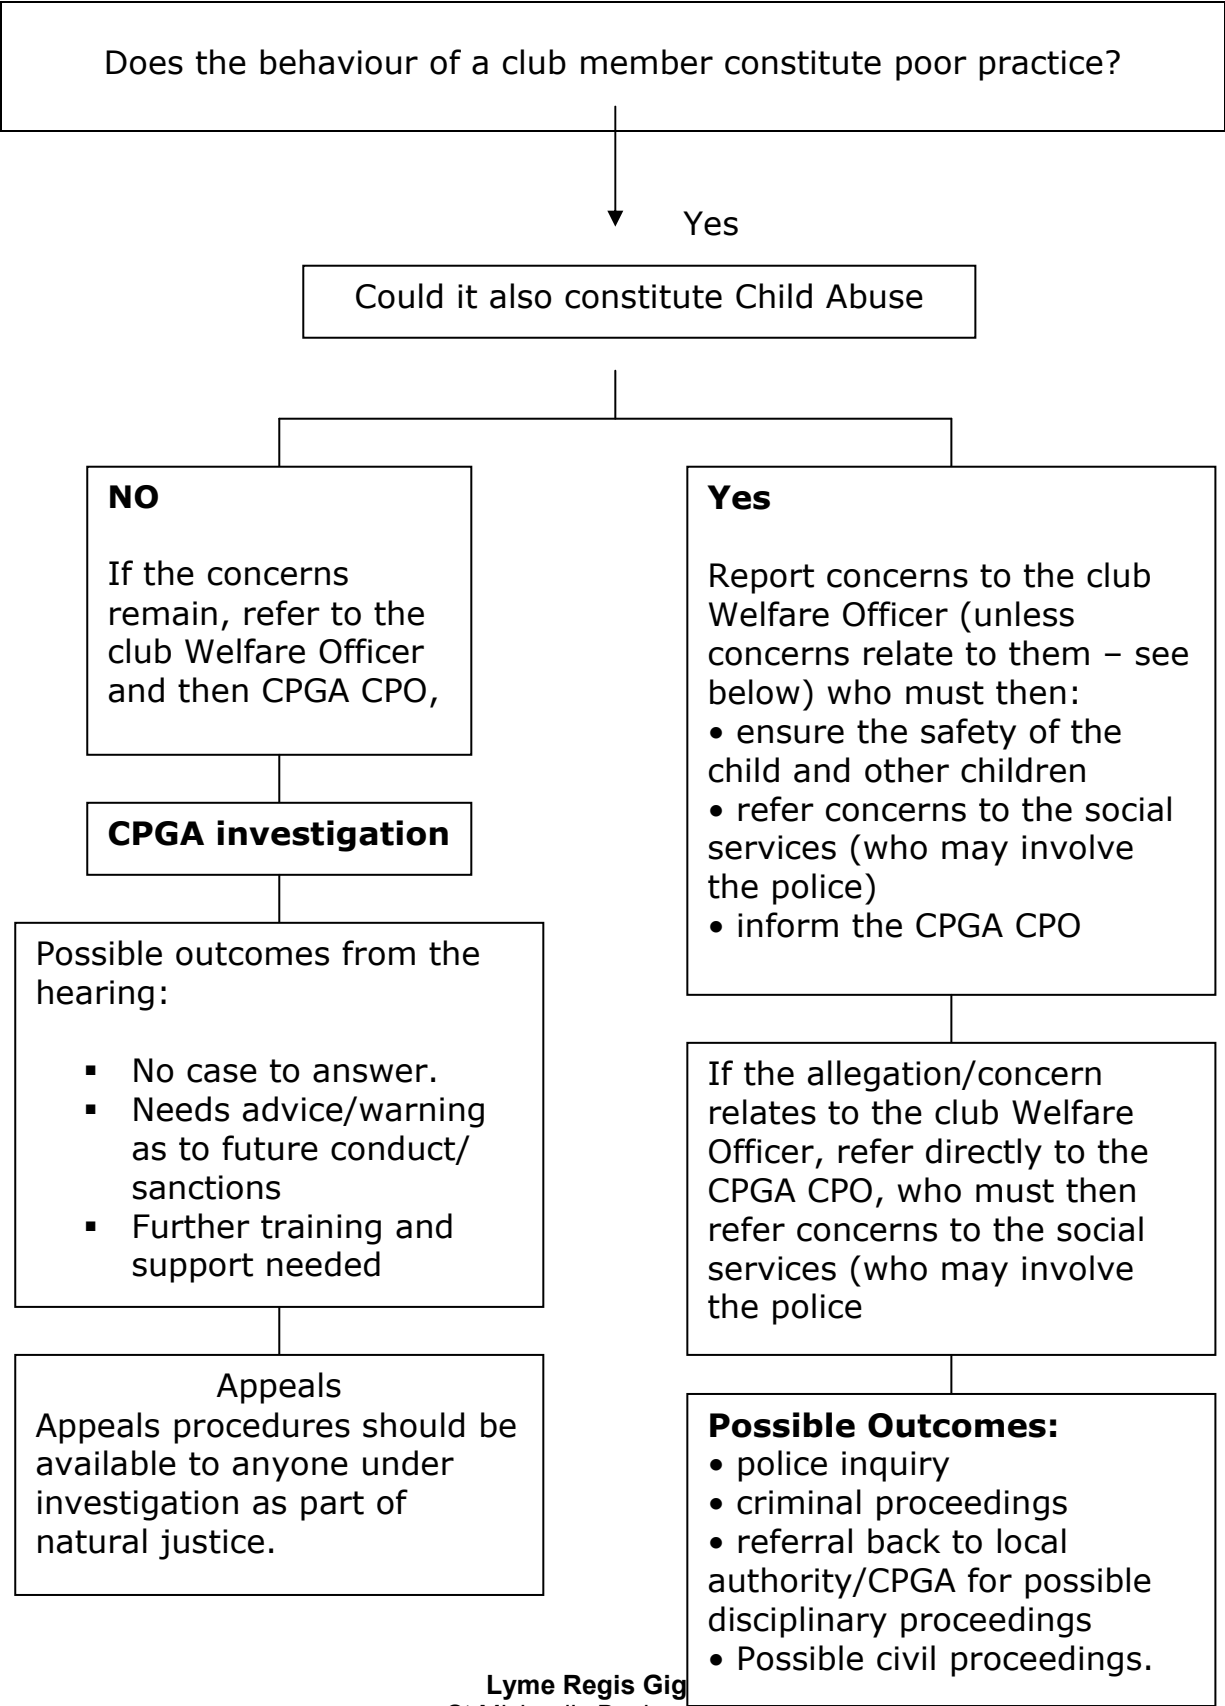 Does the behaviour of a club member constitute poor practice?
Yes
Could it also constitute Child Abuse
NO
If the concerns
remain, refer to the
club Welfare Officer
and then CPGA CPO,
CPGA investigation
Possible outcomes from the
hearing:
▪ No case to answer.
▪ Needs advice/warning
as to future conduct/
sanctions
▪ Further training and
support needed
Appeals
Appeals procedures should be
available to anyone under
investigation as part of
natural justice.
Yes
Report concerns to the club
Welfare Officer (unless
concerns relate to them – see
below) who must then:
• ensure the safety of the
child and other children
• refer concerns to the social
services (who may involve
the police)
• inform the CPGA CPO
If the allegation/concern
relates to the club Welfare
Officer, refer directly to the
CPGA CPO, who must then
refer concerns to the social
services (who may involve
the police
Possible Outcomes:
• police inquiry
• criminal proceedings
• referral back to local
authority/CPGA for possible
disciplinary proceedings
• Possible civil proceedings.
Lyme Regis Gig